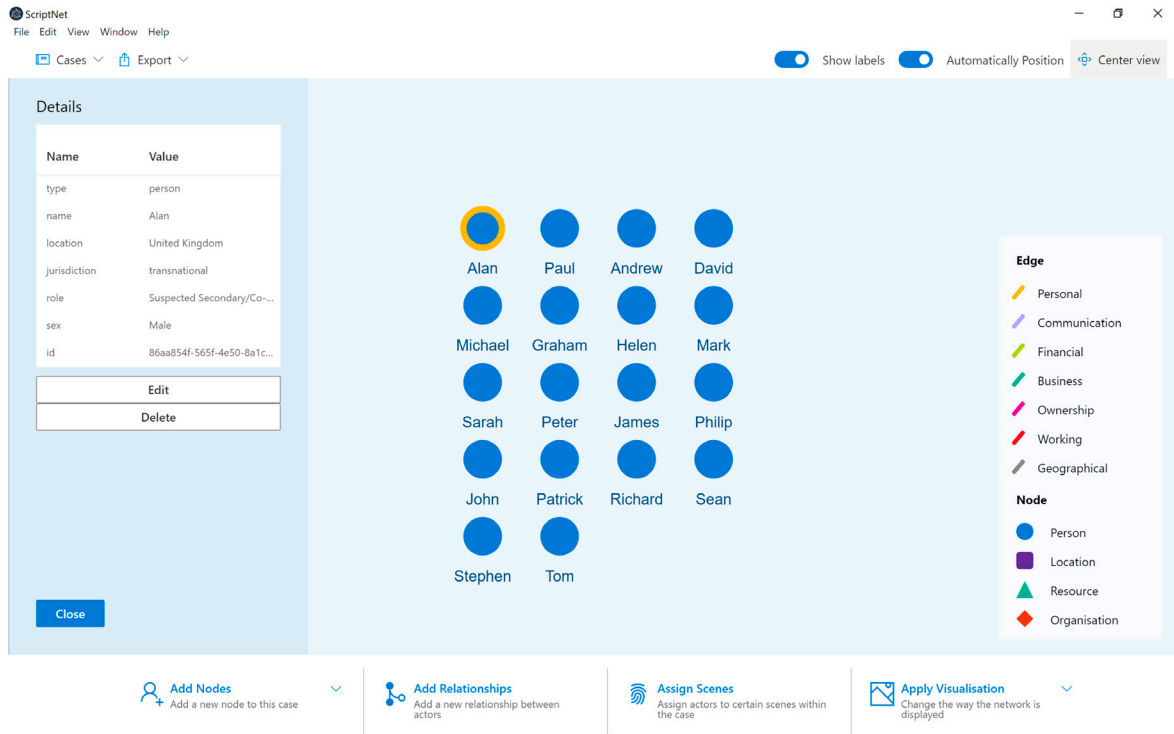 ScriptNet
File Edit View Window Help
Cases Export Show labels Automatically Position Center view
Details
Name Value
type person
name Alan
location United Kingdom
jurisdiction transnational
role Suspected Secondary/Co-...
sex Male
id 86aa854f-565f-4e50-8a1c...
Edit
Delete
Close
Alan Paul Andrew David
Michael Graham Helen Mark
Sarah Peter James Philip
John Patrick Richard Sean
Stephen Tom
Edge
Personal
Communication
Financial
Business
Ownership
Working
Geographical
Node
Person
Location
Resource
Organisation
Add Nodes
Add a new node to this case
Add Relationships
Add a new relationship between
actors
Assign Scenes
Assign actors to certain scenes within
the case
Apply Visualisation
Change the way the network is
displayed